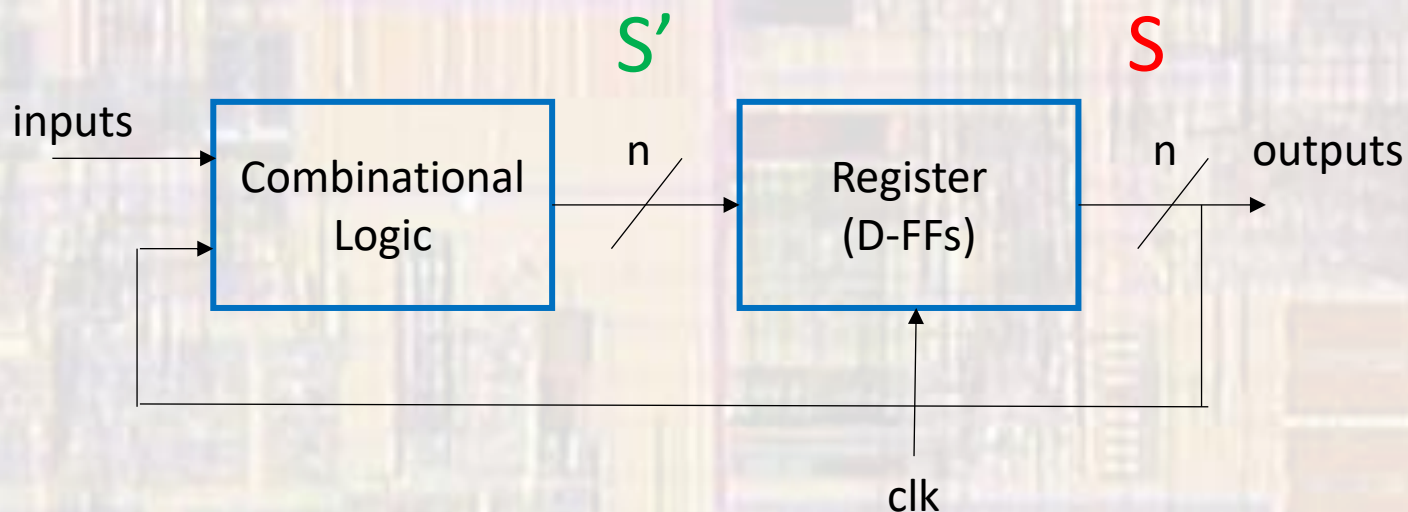 S’
S
inputs
Combinational
Logic
n
Register
(D-FFs)
n
outputs
clk